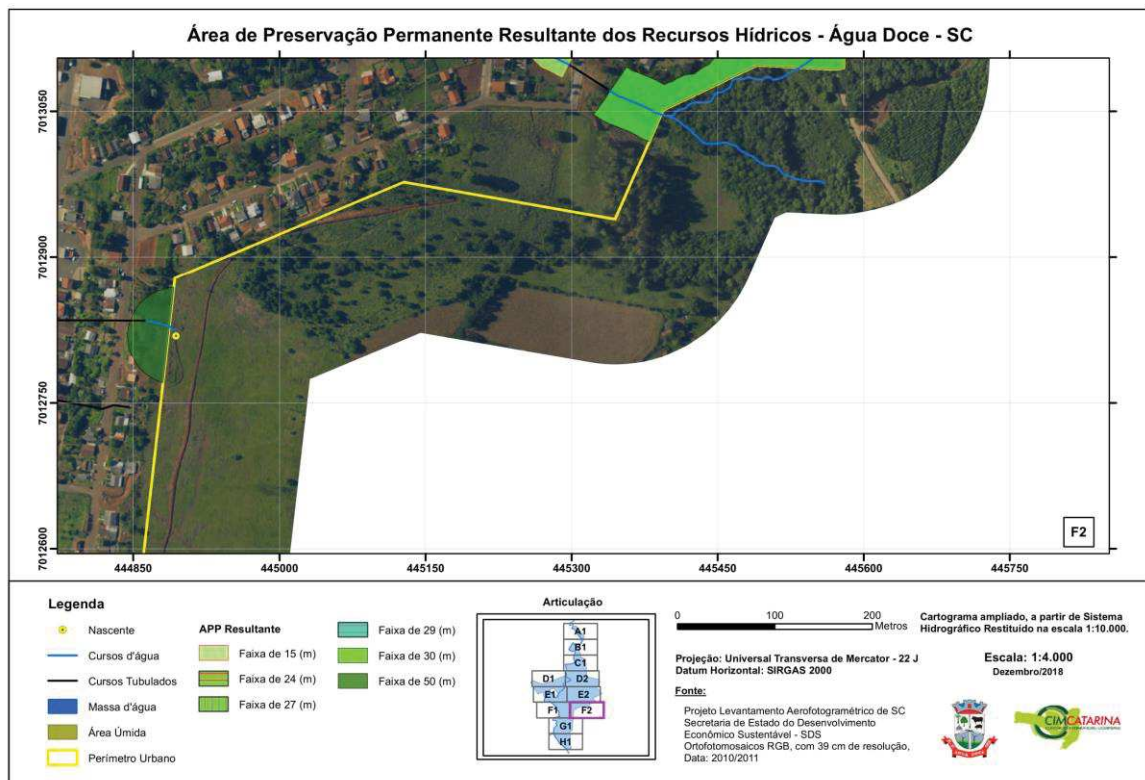 Área de Preservação Permanente Resultante dos Recursos Hídricos - Água Doce - SC
7013050
7012900
7012750
7012600
444850
445000
445150
445300
445450
445600
445750
F2
Legenda
Nascente
Cursos d'água
Cursos Tubulados
Massa d'água
Área Úmida
Perímetro Urbano
APP Resultante
Faixa de 15 (m)
Faixa de 24 (m)
Faixa de 27 (m)
Faixa de 29 (m)
Faixa de 30 (m)
Faixa de 50 (m)
Articulação
A1
B1
C1
D1
D2
E1
E2
F1
F2
G1
H1
0
100
200
Metros
Projeção: Universal Transversa de Mercator - 22 J
Datum Horizontal: SIRGAS 2000
Fonte:
Projeto Levantamento Aerofotogramétrico de SC
Secretaria de Estado do Desenvolvimento
Econômico Sustentável - SDS
Ortofotomosaicos RGB, com 39 cm de resolução,
Data: 2010/2011
Cartograma ampliado, a partir de Sistema
Hidrográfico Restituído na escala 1:10.000.
Escala: 1:4.000
Dezembro/2018
CIMCATARINA